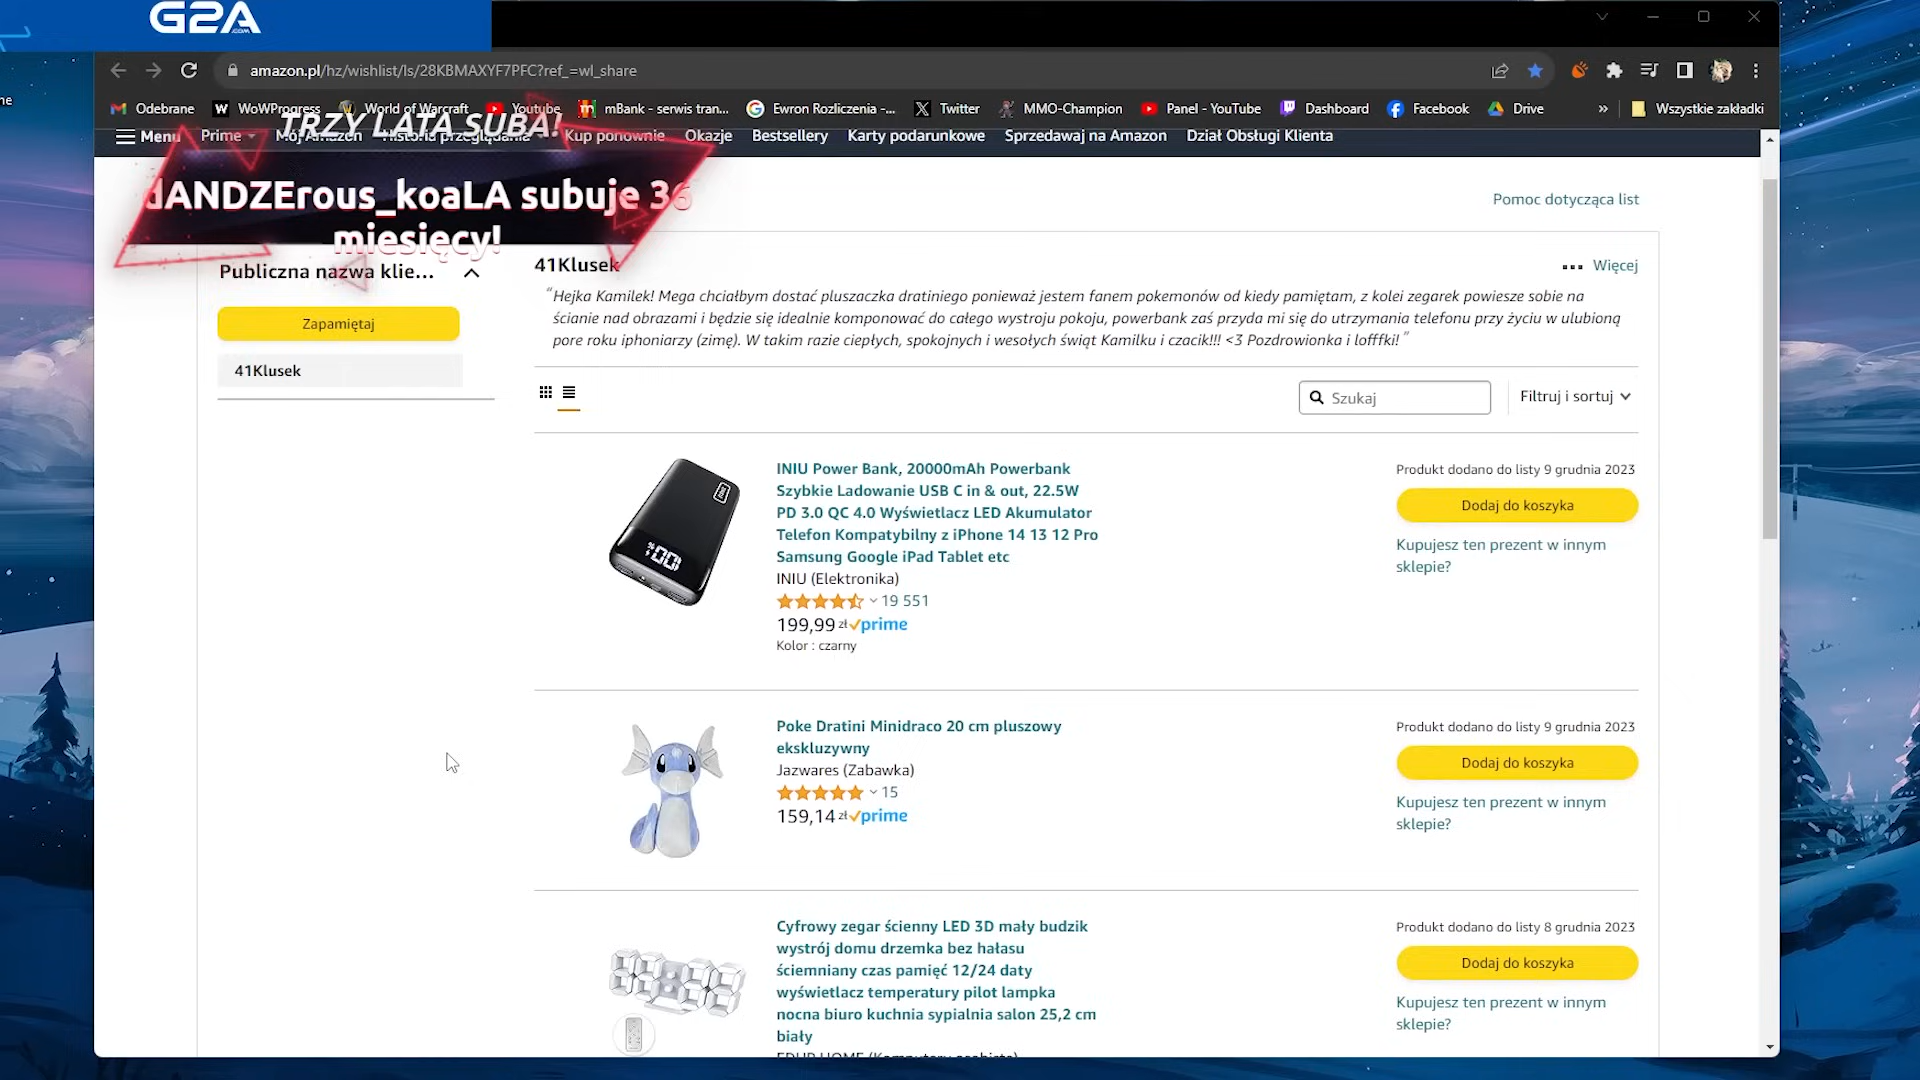 G2A
.COM
ne
amazon.pl/hz/wishlist/ls/28KBMAXYF7PFC?ref_=wl_share
Odebrane
WoWProgress
World of Warcraft
Youtube
mBank - serwis tran...
Ewron Rozliczenia -...
Twitter
MMO-Champion
Panel - YouTube
Dashboard
Facebook
Drive
»
Wszystkie zakładki
TRZY LATA SUBA!
Menu
Prime
Mój Amazon
Historia przeglądania
Kup ponownie
Okazje
Bestsellery
Karty podarunkowe
Sprzedawaj na Amazon
Dział Obsługi Klienta
dANDZErous_koaLA subuje 36
miesięcy!
Pomoc dotycząca list
Publiczna nazwa klie...
Zapamiętaj
41Klusek
41Klusek
Więcej
"Hejka Kamilek! Mega chciałbym dostać pluszaczka dratiniego ponieważ jestem fanem pokemonów od kiedy pamiętam, z kolei zegarek powiesze sobie na
ścianie nad obrazami i będzie się idealnie komponować do całego wystroju pokoju, powerbank zaś przyda mi się do utrzymania telefonu przy życiu w ulubioną
pore roku iphoniarzy (zimę). W takim razie ciepłych, spokojnych i wesołych świąt Kamilku i czacik!!! <3 Pozdrowionka i lofffki!"
Szukaj
Filtruj i sortuj
INIU Power Bank, 20000mAh Powerbank
Szybkie Ladowanie USB C in & out, 22.5W
PD 3.0 QC 4.0 Wyświetlacz LED Akumulator
Telefon Kompatybilny z iPhone 14 13 12 Pro
Samsung Google iPad Tablet etc
INIU (Elektronika)
19 551
199,99 zł prime
Kolor : czarny
Produkt dodano do listy 9 grudnia 2023
Dodaj do koszyka
Kupujesz ten prezent w innym
sklepie?
Poke Dratini Minidraco 20 cm pluszowy
ekskluzywny
Jazwares (Zabawka)
15
159,14 zł prime
Produkt dodano do listy 9 grudnia 2023
Dodaj do koszyka
Kupujesz ten prezent w innym
sklepie?
Cyfrowy zegar ścienny LED 3D mały budzik
wystrój domu drzemka bez hałasu
ściemniany czas pamięć 12/24 daty
wyświetlacz temperatury pilot lampka
nocna biuro kuchnia sypialnia salon 25,2 cm
biały
Produkt dodano do listy 8 grudnia 2023
Dodaj do koszyka
Kupujesz ten prezent w innym
sklepie?